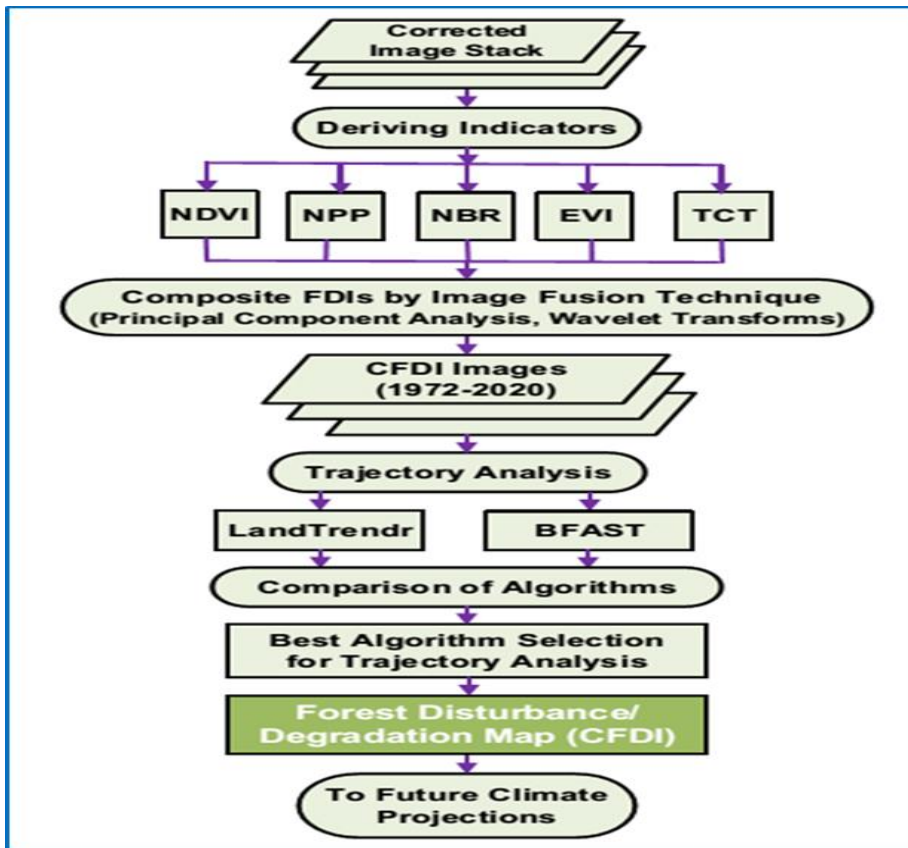 Corrected
Image Stack
Deriving Indicators
NDVI
NPP
NBR
EVI
TCT
Composite FDIs by Image Fusion Technique
(Principal Component Analysis, Wavelet Transforms)
CFDI Images
(1972-2020)
Trajectory Analysis
LandTrendr
BFAST
Comparison of Algorithms
Best Algorithm Selection
for Trajectory Analysis
Forest Disturbance/
Degradation Map (CFDI)
To Future Climate
Projections